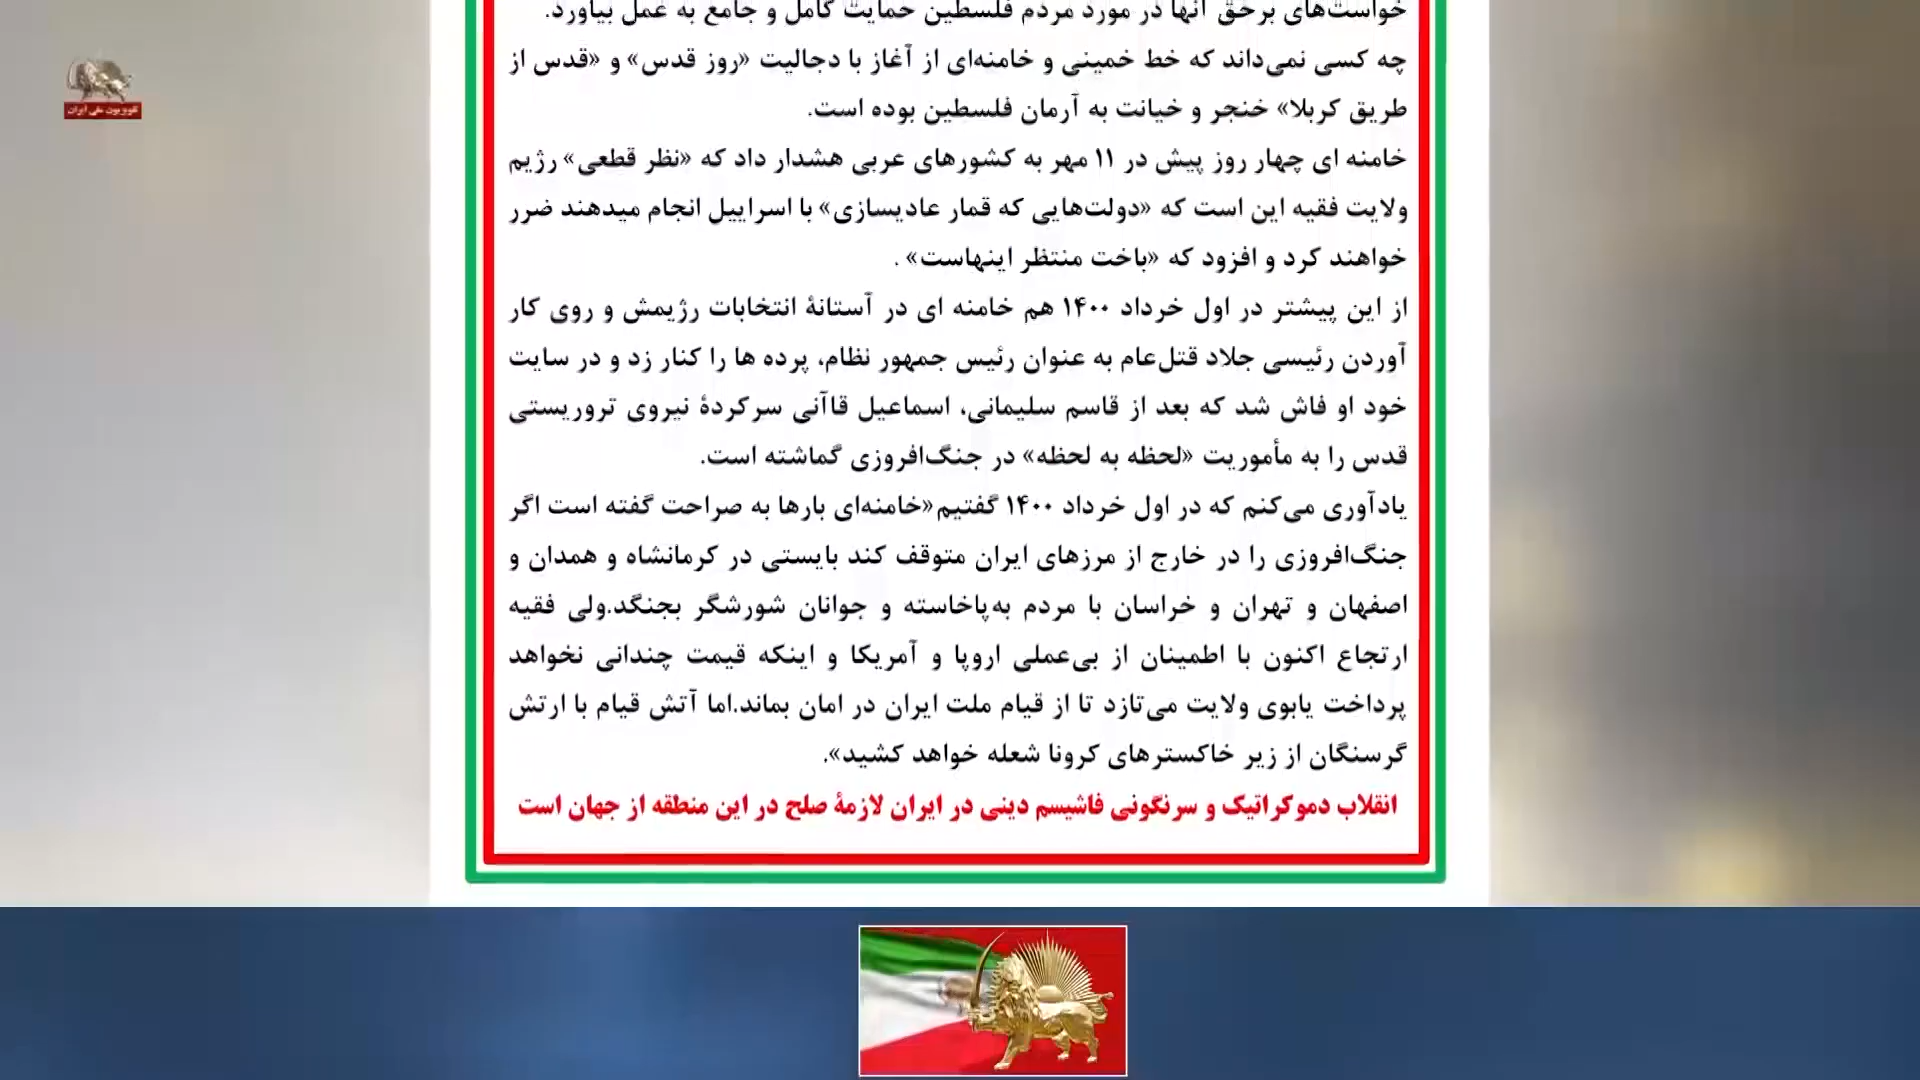 خواست‌های برحق آنها در مورد مردم فلسطین حمایت کامل و جامع به عمل بیاورد.
چه کسی نمی‌داند که خط خمینی و خامنه‌ای از آغاز با دجالیت «روز قدس» و «قدس از
طریق کربلا» خنجر و خیانت به آرمان فلسطین بوده است.
خامنه ای چهار روز پیش در ۱۱ مهر به کشورهای عربی هشدار داد که «نظر قطعی» رژیم
ولایت فقیه این است که «دولت‌هایی که قمار عادیسازی» با اسراییل انجام میدهند ضرر
خواهند کرد و افزود که «باخت منتظر اینهاست» .
از این پیشتر در اول خرداد ۱۴۰۰ هم خامنه ای در آستانهٔ انتخابات رژیمش و روی کار
آوردن رئیسی جلاد قتل‌عام به عنوان رئیس جمهور نظام، پرده ها را کنار زد و در سایت
خود او فاش شد که بعد از قاسم سلیمانی، اسماعیل قاآنی سرکردهٔ نیروی تروریستی
قدس را به مأموریت «لحظه به لحظه» در جنگ‌افروزی گماشته است.
یادآوری می‌کنم که در اول خرداد ۱۴۰۰ گفتیم«خامنه‌ای بارها به صراحت گفته است اگر
جنگ‌افروزی را در خارج از مرزهای ایران متوقف کند بایستی در کرمانشاه و همدان و
اصفهان و تهران و خراسان با مردم به‌پاخاسته و جوانان شورشگر بجنگد.ولی فقیه
ارتجاع اکنون با اطمینان از بی‌عملی اروپا و آمریکا و اینکه قیمت چندانی نخواهد
پرداخت یابوی ولایت می‌تازد تا از قیام ملت ایران در امان بماند.اما آتش قیام با ارتش
گرسنگان از زیر خاکسترهای کرونا شعله خواهد کشید».
انقلاب دموکراتیک و سرنگونی فاشیسم دینی در ایران لازمهٔ صلح در این منطقه از جهان است
تلویزیون ملی ایران